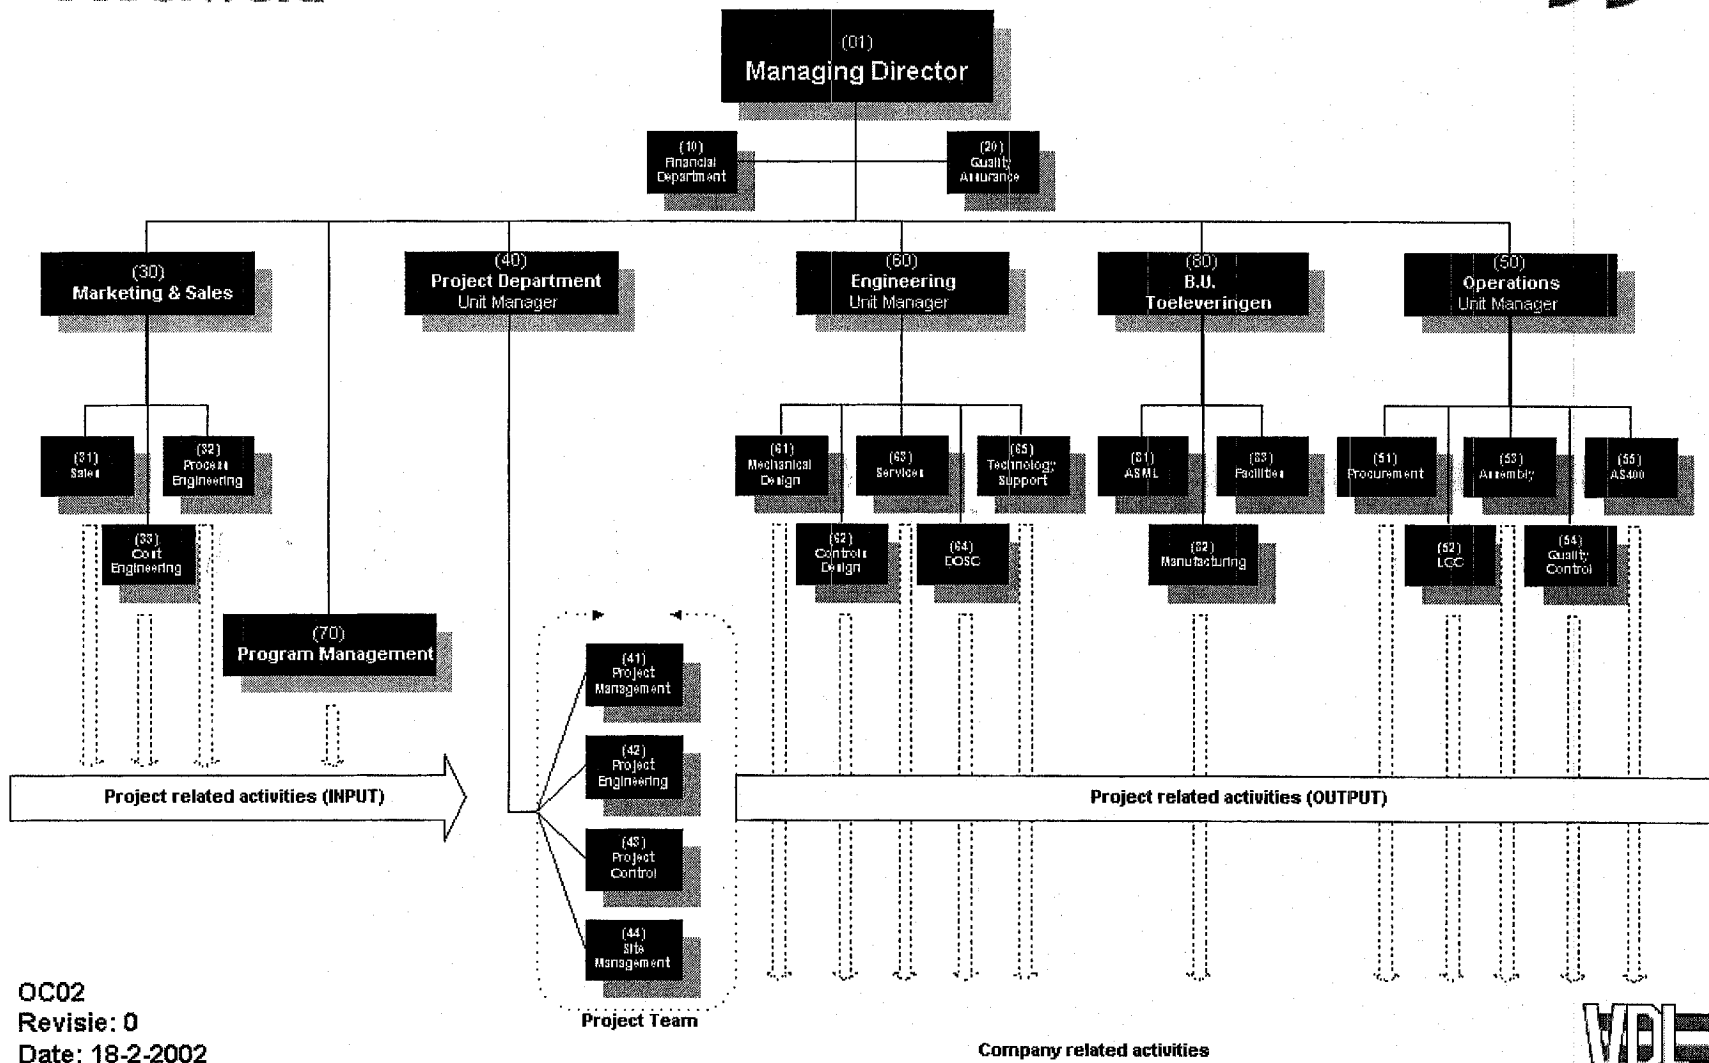 (01)
Managing Director
(10)
Financial
Department
(20)
Quality
Assurance
(30)
Marketing & Sales
(40)
Project Department
Unit Manager
(60)
Engineering
Unit Manager
(80)
B.U.
Toeleveringen
(50)
Operations
Unit Manager
(31)
Sales
(32)
Process
Engineering
(61)
Mechanical
Design
(63)
Services
(65)
Technology
Support
(81)
ASML
(83)
Facilities
(51)
Procurement
(53)
Assembly
(55)
AS400
(33)
Cost
Engineering
(62)
Controls
Design
(64)
(82)
Manufacturing
(52)
(54)
Quality
Control
(70)
Program Management
(41)
Project
Management
(42)
Project
Engineering
(43)
Project
Control
(44)
Site
Management
Project related activities (INPUT)
Project related activities (OUTPUT)
Project Team
Company related activities
OC02
Revisie: 0
Date: 18-2-2002
VDL